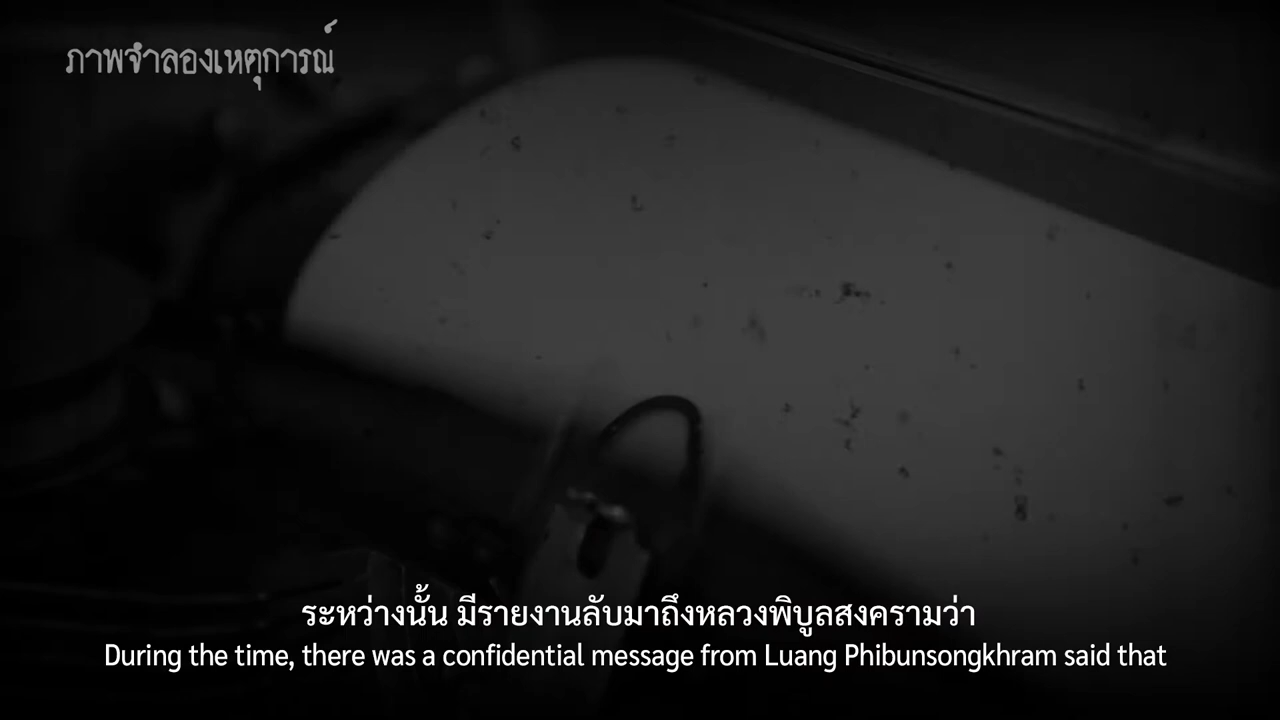 ภาพจำลองเหตุการณ์
ระหว่างนั้น มีรายงานลับมาถึงหลวงพิบูลสงครามว่า
During the time, there was a confidential message from Luang Phibunsongkhram said that